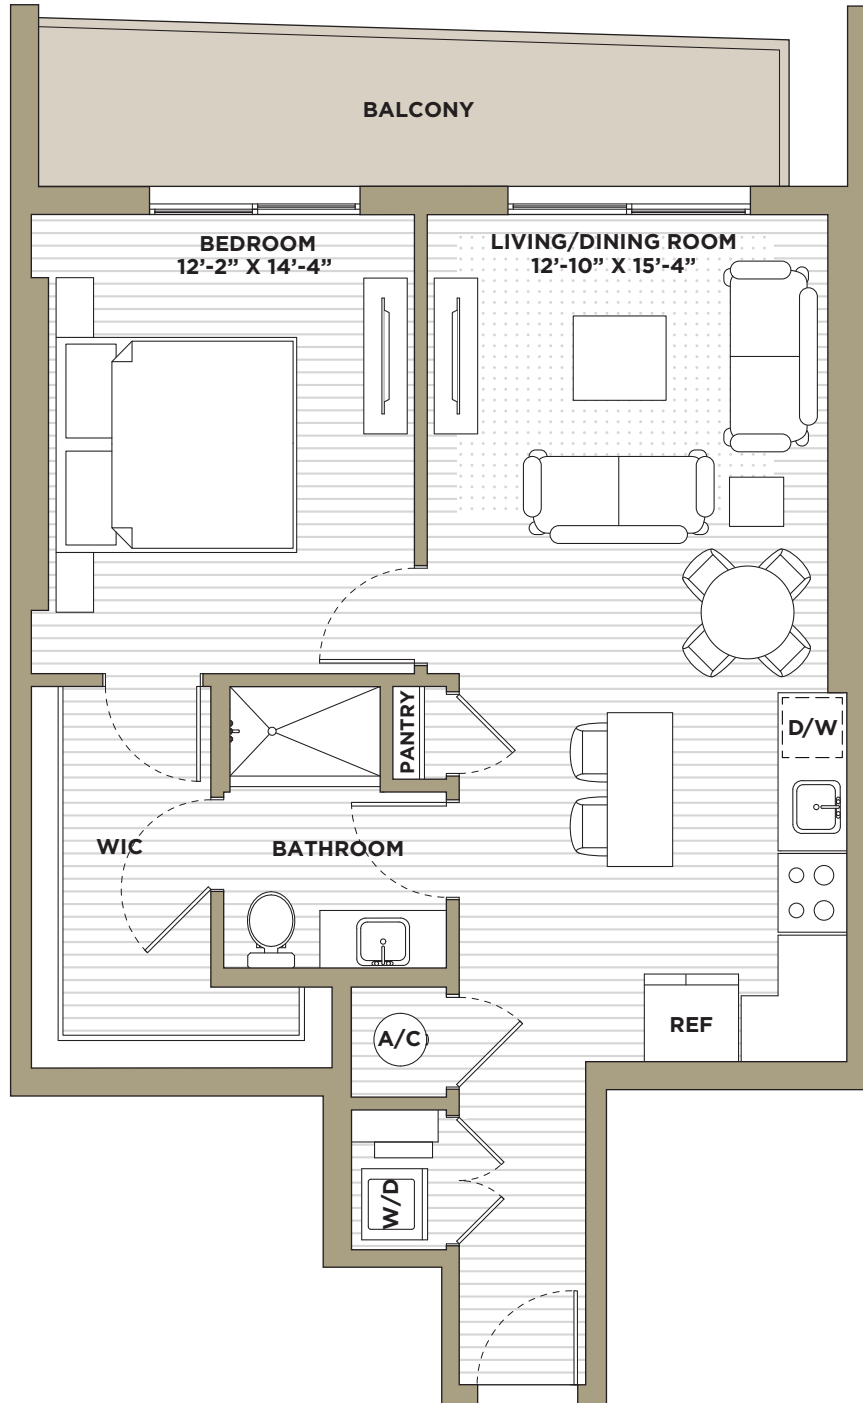 BALCONY
BEDROOM
12’-2” X 14’-4”
LIVING/DINING ROOM
12’-10” X 15’-4”
PANTRY
D/W
WIC
BATHROOM
REF
A/C
W/D